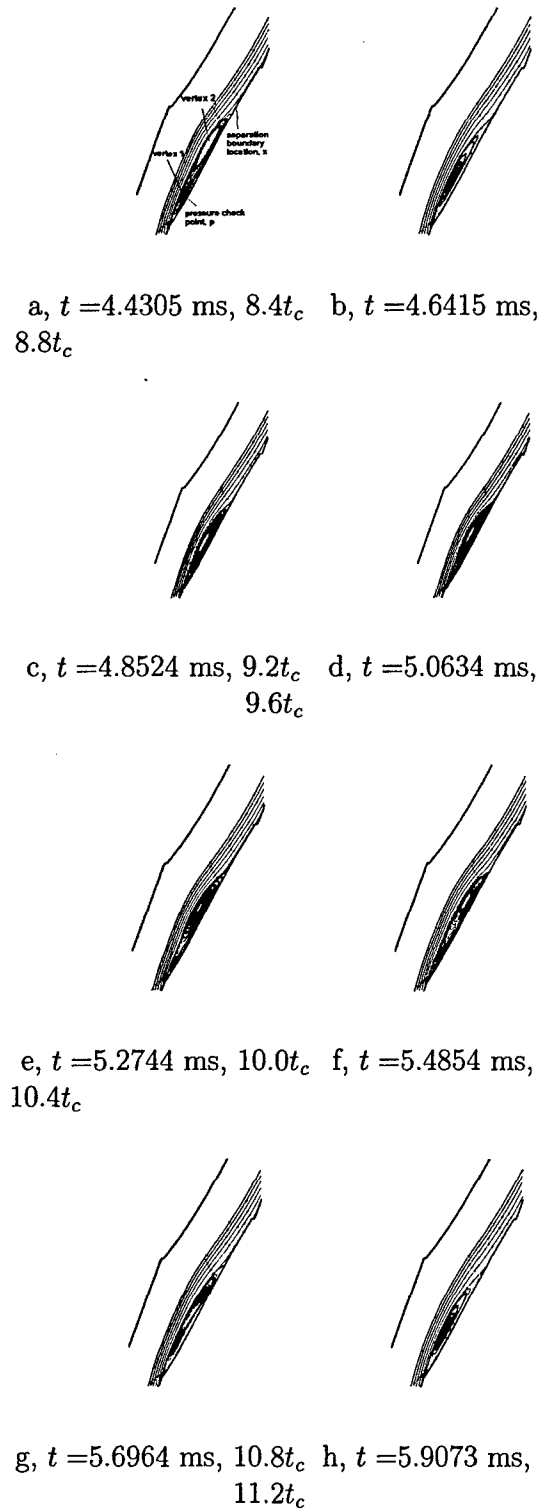 vertex 2
separation
boundary
location, x
vertex 1
pressure check
point, p
a, t =4.4305 ms, 8.4t_c b, t =4.6415 ms,
8.8t_c
c, t =4.8524 ms, 9.2t_c d, t =5.0634 ms,
9.6t_c
e, t =5.2744 ms, 10.0t_c f, t =5.4854 ms,
10.4t_c
g, t =5.6964 ms, 10.8t_c h, t =5.9073 ms,
11.2t_c